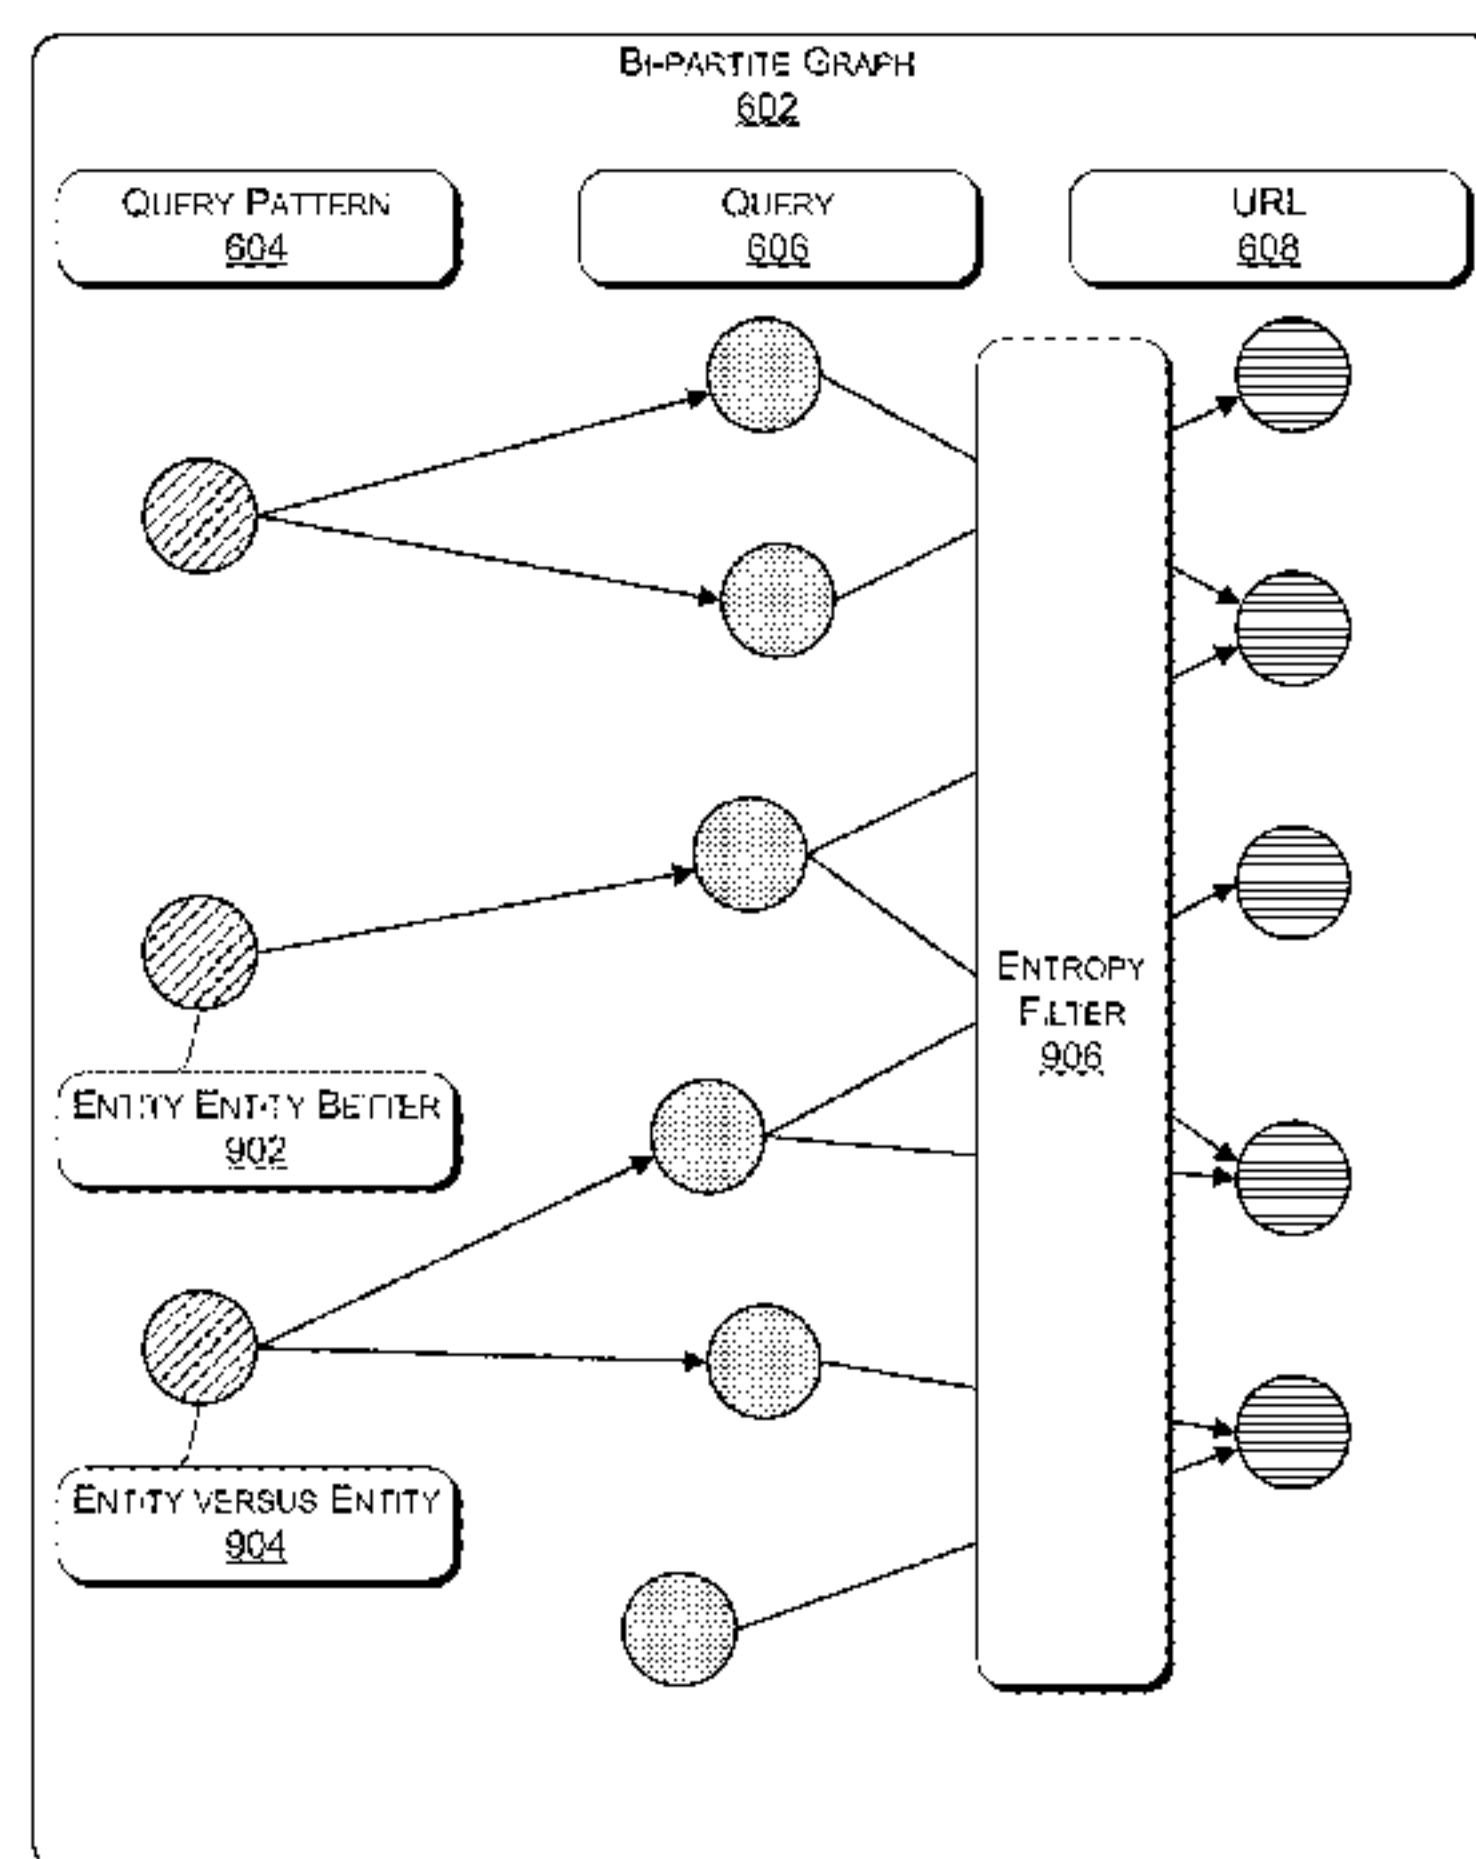 BI-PARTITE GRAPH
602
QUERY PATTERN
604
QUERY
606
URL
608
ENTROPY
FILTER
906
ENTITY ENTITY BETTER
902
ENTITY VERSUS ENTITY
904